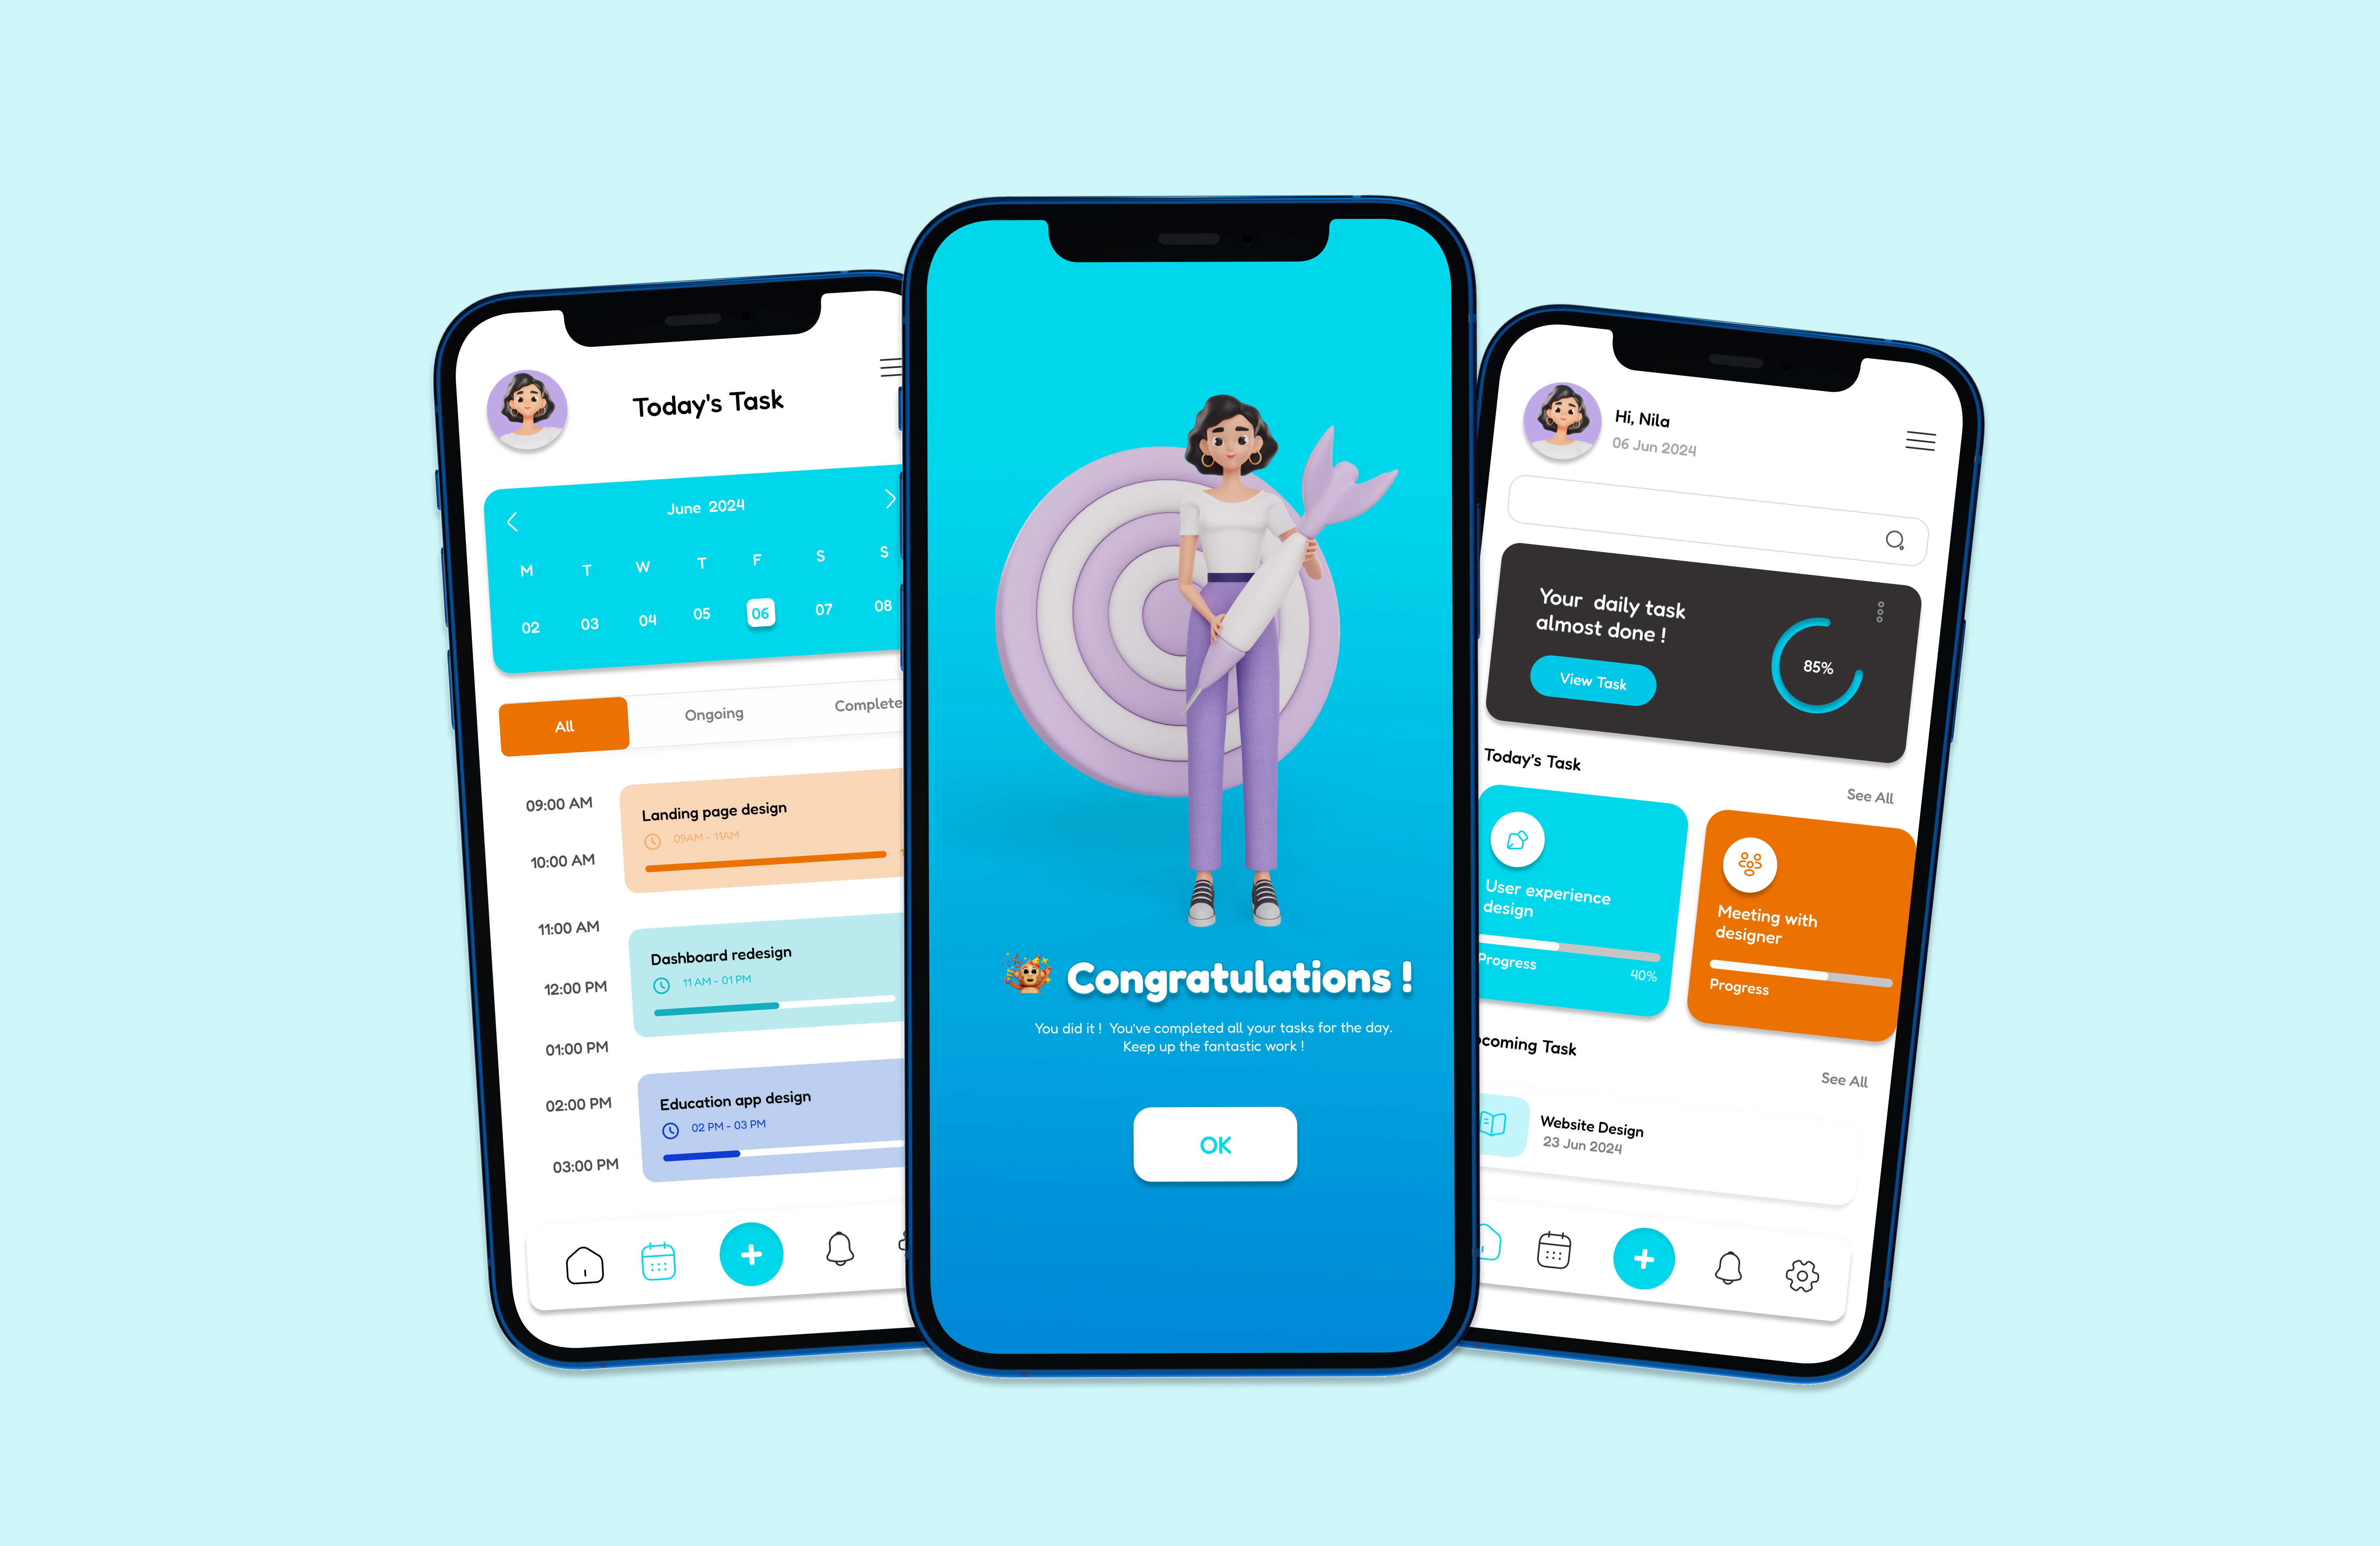 Today's Task
June 2024
M T W T F S S
02 03 04 05 06 07 08
All Ongoing Complete
09:00 AM
10:00 AM
11:00 AM
12:00 PM
01:00 PM
02:00 PM
03:00 PM
Landing page design
09AM - 11AM
Dashboard redesign
11 AM - 01 PM
Education app design
02 PM - 03 PM
Congratulations !
You did it ! You've completed all your tasks for the day.
Keep up the fantastic work !
OK
Hi, Nila
06 Jun 2024
Your daily task
almost done !
View Task
85%
Today's Task
See All
User experience
design
Progress
40%
Meeting with
designer
Progress
pcoming Task
See All
Website Design
23 Jun 2024